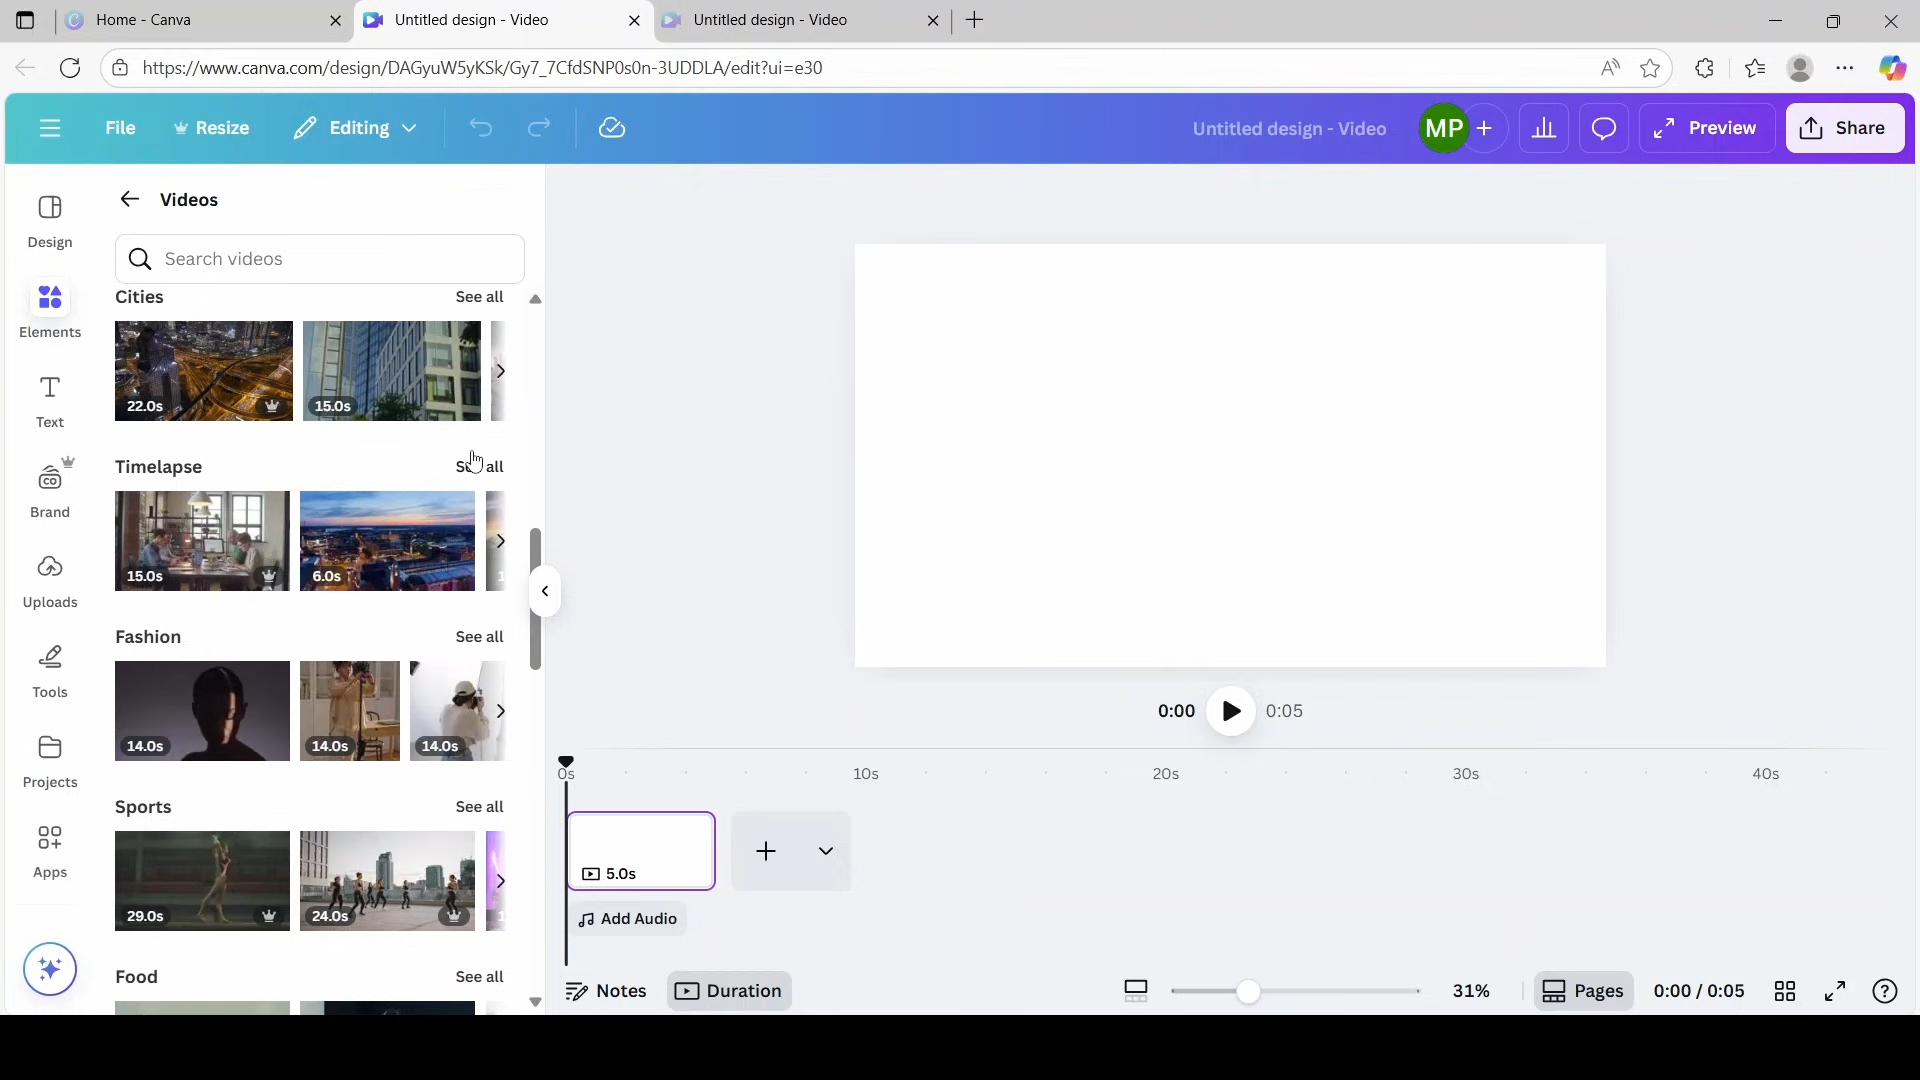 Home - Canva
Untitled design - Video
Untitled design - Video
https://www.canva.com/design/DAGyuW5yKSk/Gy7_7CfdSNP0s0n-3UDDLA/edit?ui=e30
File
Resize
Editing
Untitled design - Video
MP
Preview
Share
Design
Elements
Text
Brand
Uploads
Tools
Projects
Apps
Videos
Search videos
Cities
See all
22.0s
15.0s
Timelapse
See all
15.0s
6.0s
Fashion
See all
14.0s
14.0s
14.0s
Sports
See all
29.0s
24.0s
Food
See all
0:00
0:05
0s
10s
20s
30s
40s
5.0s
Add Audio
Notes
Duration
31%
Pages
0:00 / 0:05